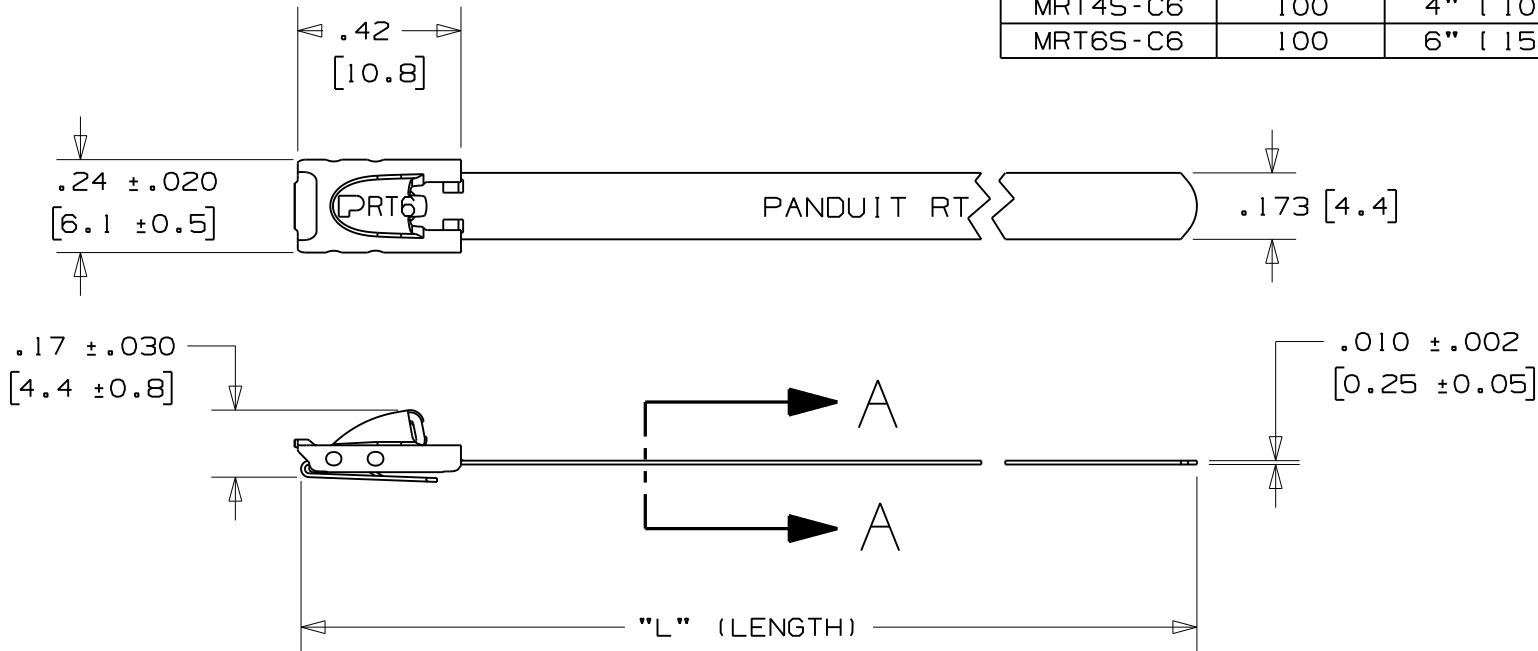 MRT4S-C6 100 4"
MRT6S-C6 100 6"
.42
[10.8]
.24 ±.020
[6.1 ±0.5]
PRT6
PANDUIT RT
.173 [4.4]
.17 ±.030
[4.4 ±0.8]
.010 ±.002
[0.25 ±0.05]
A
A
"L" (LENGTH)